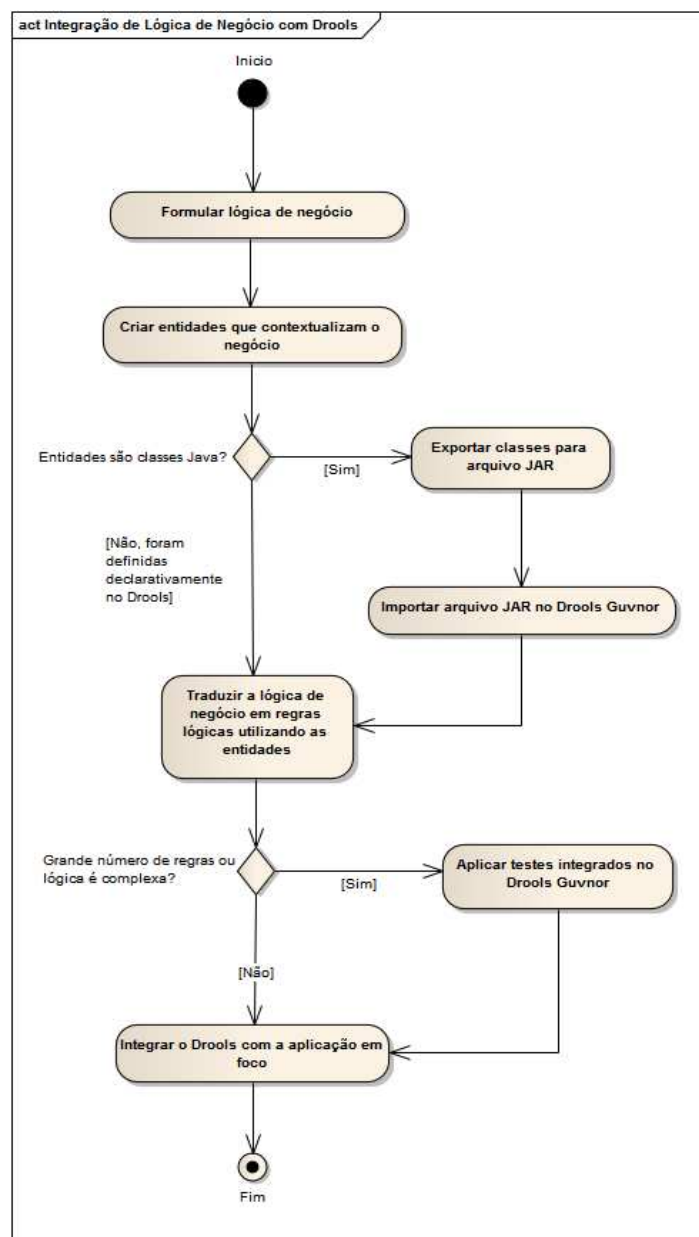 act Integração de Lógica de Negócio com Drools
Inicio
Formular lógica de negócio
Criar entidades que contextualizam o
negócio
Entidades são classes Java?
[Sim]
Exportar classes para
arquivo JAR
[Não, foram
definidas
declarativamente
no Drools]
Importar arquivo JAR no Drools Guvnor
Traduzir a lógica de
negócio em regras
lógicas utilizando as
entidades
Grande número de regras ou
lógica é complexa?
[Sim]
Aplicar testes integrados no
Drools Guvnor
[Não]
Integrar o Drools com a aplicação em
foco
Fim